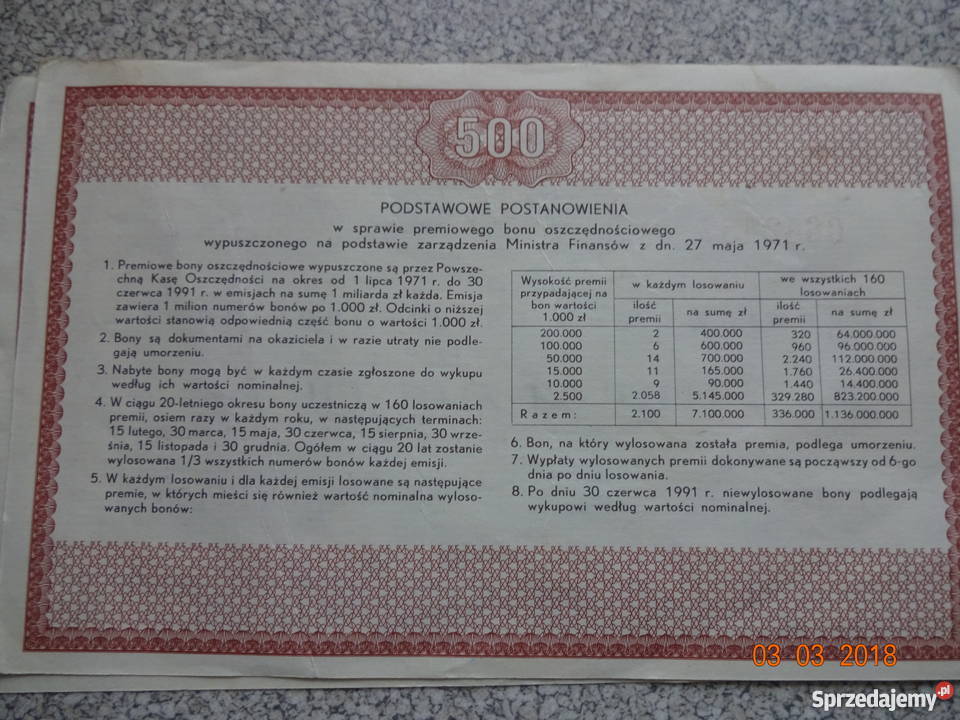 500
PODSTAWOWE POSTANOWIENIA
w sprawie premiowego bonu oszczędnościowego
wypuszczonego na podstawie zarządzenia Ministra Finansów z dn. 27 maja 1971 r.
1. Premiowe bony oszczędnościowe wypuszczone są przez Powsze-
chną Kasę Oszczędności na okres od 1 lipca 1971 r. do 30
czerwca 1991 r. w emisjach na sumę 1 miliarda zł każda. Emisja
zawiera 1 milion numerów bonów po 1.000 zł. Odcinki o niższej
wartości stanowią odpowiednią część bonu o wartości 1.000 zł.
2. Bony są dokumentami na okaziciela i w razie utraty nie podle-
gają umorzeniu.
3. Nabyte bony mogą być w każdym czasie zgłoszone do wykupu
według ich wartości nominalnej.
4. W ciągu 20-letniego okresu bony uczestniczą w 160 losowaniach
premii, osiem razy w każdym roku, w następujących terminach:
15 lutego, 30 marca, 15 maja, 30 czerwca, 15 sierpnia, 30 wrze-
śnia, 15 listopada i 30 grudnia. Ogółem w ciągu 20 lat zostanie
wylosowana 1/3 wszystkich numerów bonów każdej emisji.
5. W każdym losowaniu i dla każdej emisji losowane są następujące
premie, w których mieści się również wartość nominalna wyloso-
wanych bonów:
Wysokość premii przypadającej na bon wartości 1.000 zł | w każdym losowaniu | we wszystkich 160 losowaniach
ilość premii | na sumę zł | ilość premii | na sumę zł
200.000 2 400.000 320 64.000.000
100.000 6 600.000 960 96.000.000
50.000 14 700.000 2.240 112.000.000
15.000 11 165.000 1.760 26.400.000
10.000 9 90.000 1.440 14.400.000
2.500 2.058 5.145.000 329.280 823.200.000
Razem: 2.100 7.100.000 336.000 1.136.000.000
6. Bon, na który wylosowana została premia, podlega umorzeniu.
7. Wypłaty wylosowanych premii dokonywane są począwszy od 6-go
dnia po dniu losowania.
8. Po dniu 30 czerwca 1991 r. niewylosowane bony podlegają
wykupowi według wartości nominalnej.
03 03 2018
Sprzedajemy.pl